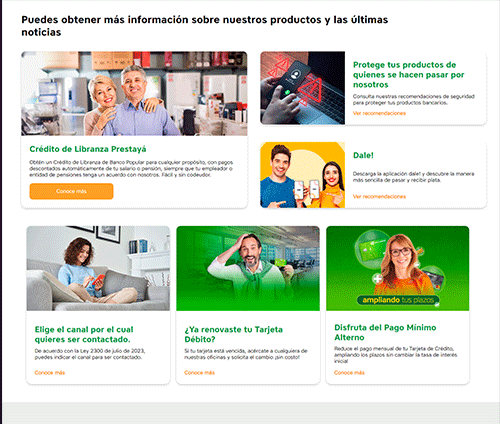 Puedes obtener más información sobre nuestros productos y las últimas
noticias
Crédito de Libranza Prestayá
Obtén un Crédito de Libranza de Banco Popular para cualquier propósito, con pagos
descontados automáticamente de tu salario o pensión, siempre que tu empleador o
entidad de pensiones tenga un acuerdo con nosotros. Fácil y sin codeudor.
Conoce más
Protege tus productos de
quienes se hacen pasar por
nosotros
Consulta nuestras recomendaciones de seguridad
para proteger tus productos bancarios.
Ver recomendaciones
Dale!
Descarga la aplicación dale! y descubre la manera
más sencilla de pasar y recibir plata.
Ver recomendaciones
Elige el canal por el cual
quieres ser contactado.
De acuerdo con la Ley 2300 de julio de 2023,
puedes indicar el canal para ser contactado.
Conoce más
¿Ya renovaste tu Tarjeta
Débito?
Si tu tarjeta está vencida, acércate a cualquiera de
nuestras oficinas y solicita el cambio ¡sin costo!
Conoce más
ampliando tus plazos
Disfruta del Pago Mínimo
Alterno
Reduce el pago mensual de tu Tarjeta de Crédito,
ampliando los plazos sin cambiar la tasa de interés
inicial
Conoce más